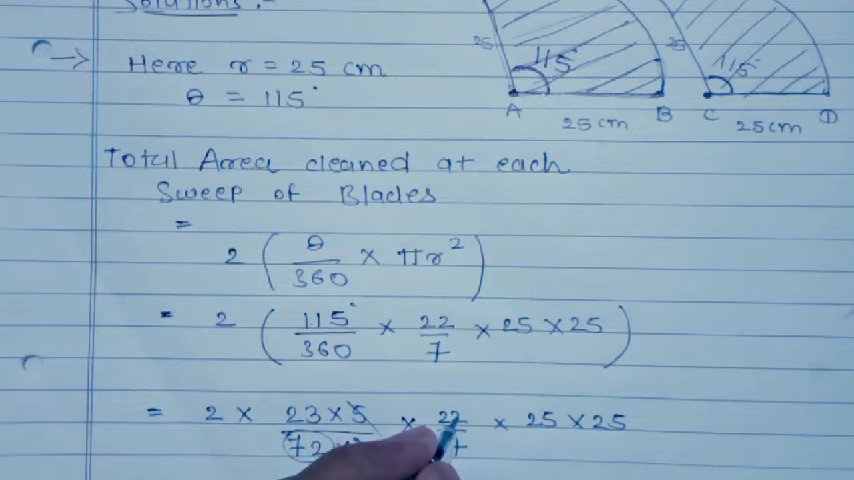 Solutions :-
25 115° 25 115°
→ Here r = 25 cm
A B C D
θ = 115°
25 cm 25 cm
Total Area cleaned at each
Sweep of Blades
=
2 ( θ/360 × πr² )
= 2 ( 115°/360 × 22/7 × 25 × 25 )
= 2 × 23 × 5/72 × 22/7 × 25 × 25